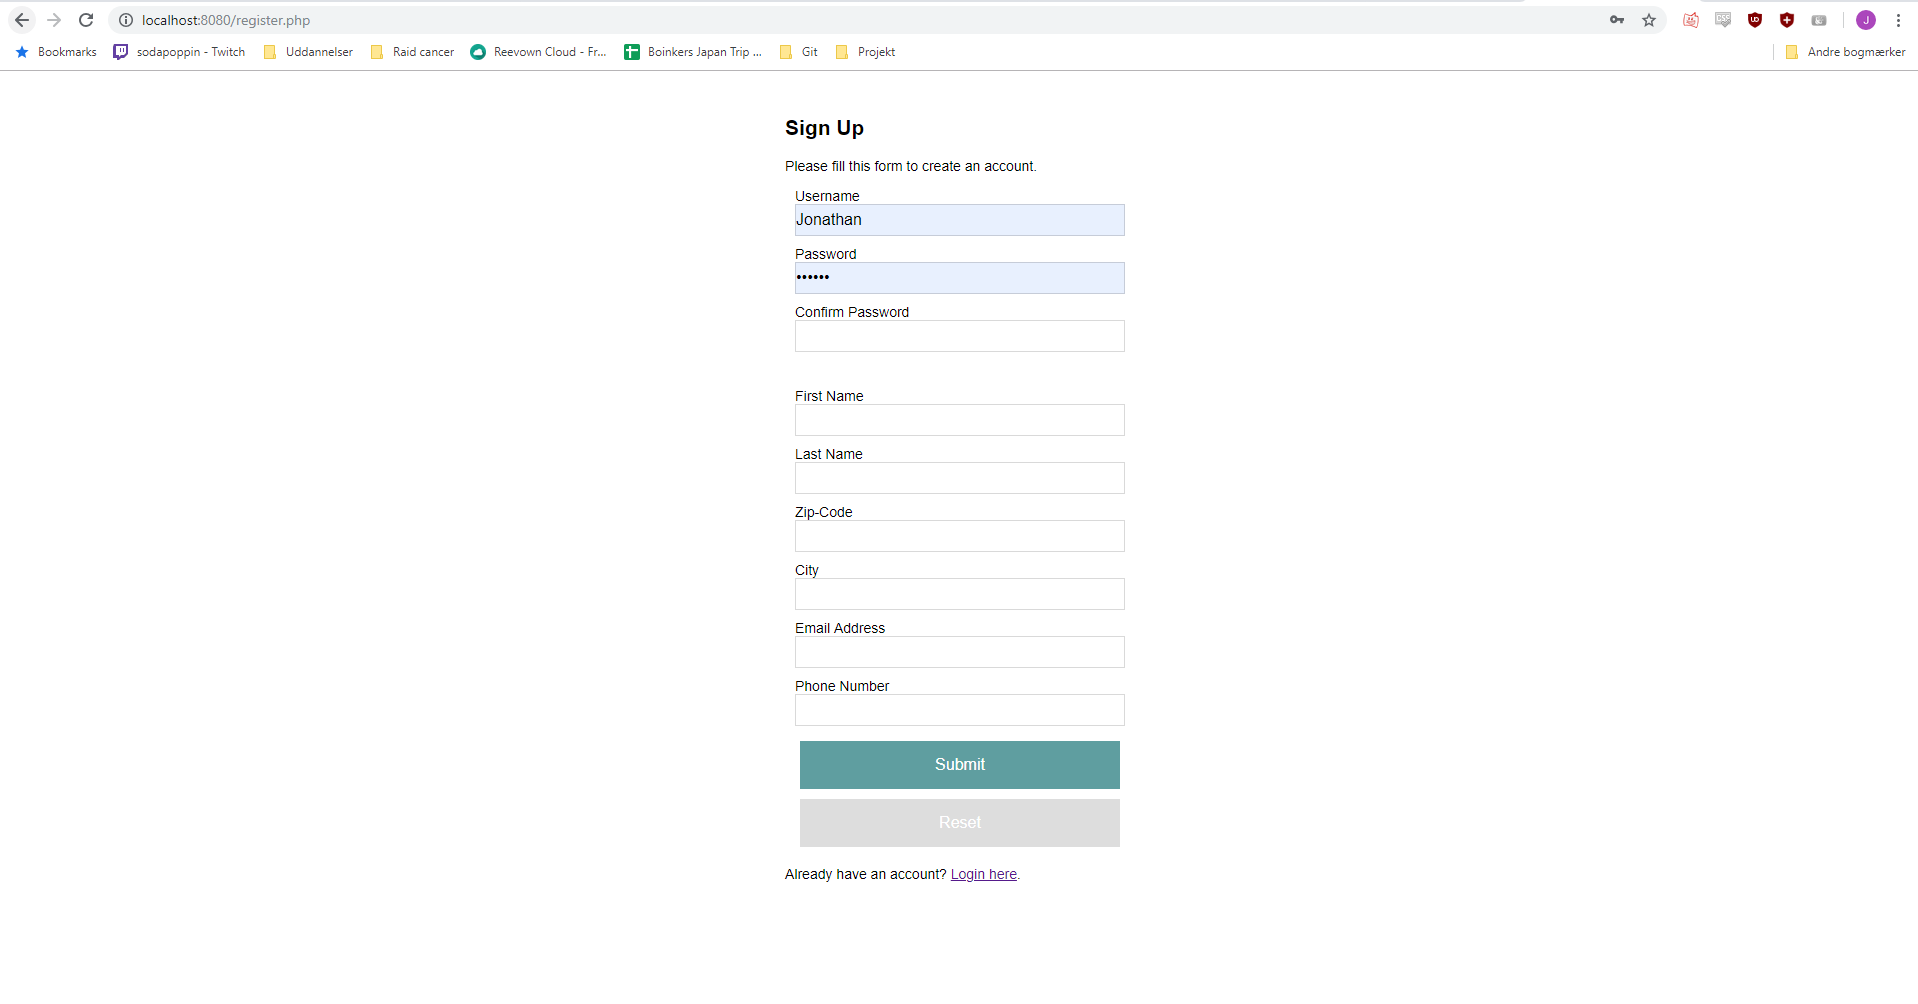 localhost:8080/register.php
Bookmarks sodapoppin - Twitch Uddannelser Raid cancer Reevown Cloud - Fr... Boinkers Japan Trip ... Git Projekt Andre bogmærker
J
Sign Up
Please fill this form to create an account.
Username
Jonathan
Password
••••••
Confirm Password
First Name
Last Name
Zip-Code
City
Email Address
Phone Number
Submit
Reset
Already have an account? Login here.